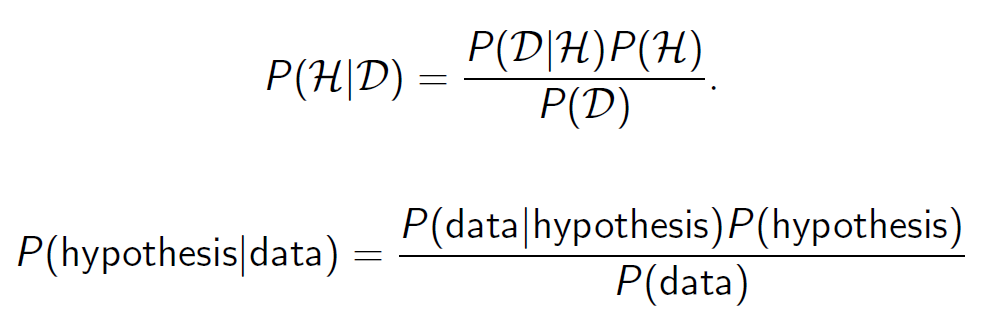 P(ℋ|𝒟) = P(𝒟|ℋ)P(ℋ) / P(𝒟).
P(hypothesis|data) = P(data|hypothesis)P(hypothesis) / P(data)